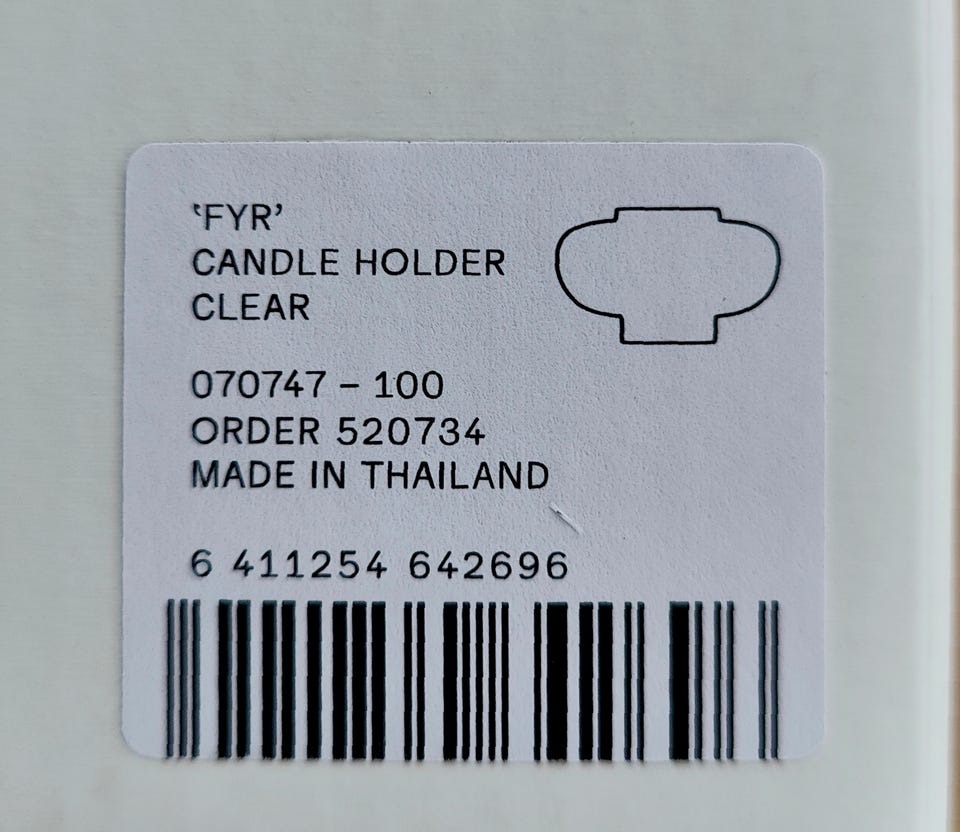 ‘FYR’
CANDLE HOLDER
CLEAR
070747 – 100
ORDER 520734
MADE IN THAILAND
6 411254 642696